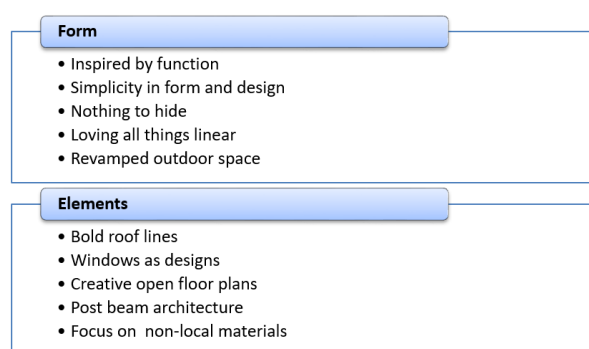 Form
• Inspired by function
• Simplicity in form and design
• Nothing to hide
• Loving all things linear
• Revamped outdoor space
Elements
• Bold roof lines
• Windows as designs
• Creative open floor plans
• Post beam architecture
• Focus on  non-local materials